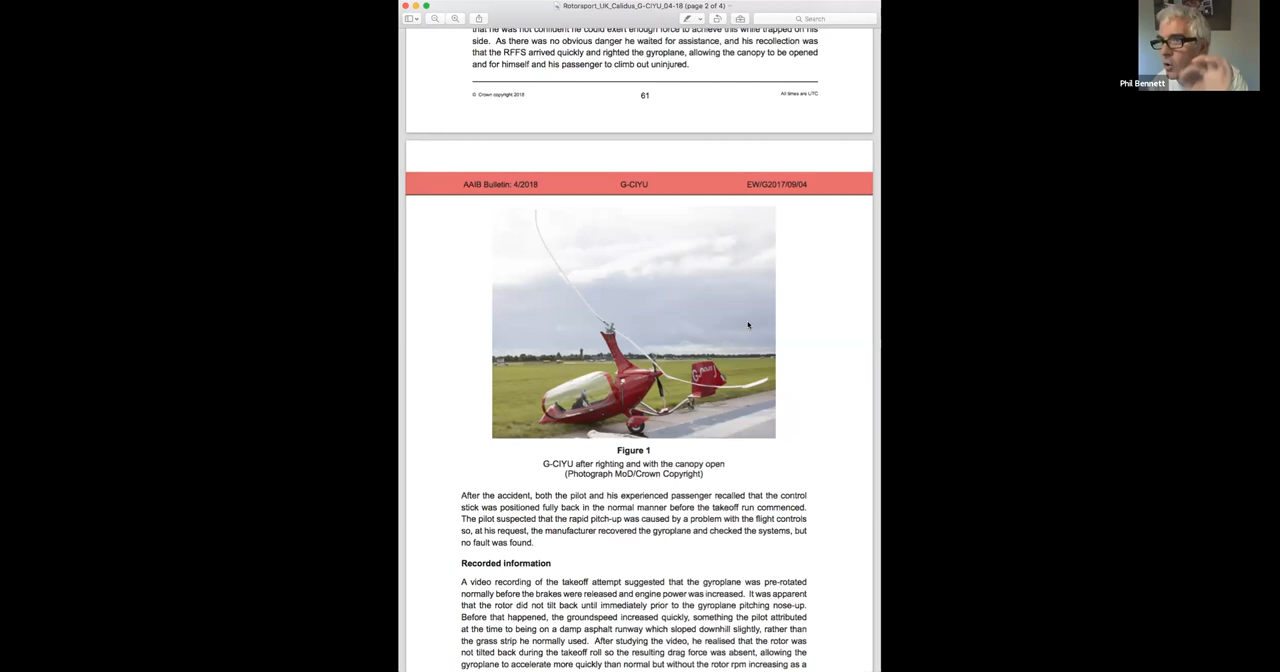 Rotorsport_UK_Calidus_G-CIYU_04-18 (page 2 of 4)
Search
that he was not confident he could exert enough force to achieve this while trapped on his
side. As there was no obvious danger he waited for assistance, and his recollection was
that the RFFS arrived quickly and righted the gyroplane, allowing the canopy to be opened
and for himself and his passenger to climb out uninjured.
© Crown copyright 2018
61
All times are UTC
Phil Bennett
AAIB Bulletin: 4/2018
G-CIYU
EW/G2017/09/04
Figure 1
G-CIYU after righting and with the canopy open
(Photograph MoD/Crown Copyright)
After the accident, both the pilot and his experienced passenger recalled that the control
stick was positioned fully back in the normal manner before the takeoff run commenced.
The pilot suspected that the rapid pitch-up was caused by a problem with the flight controls
so, at his request, the manufacturer recovered the gyroplane and checked the systems, but
no fault was found.
Recorded information
A video recording of the takeoff attempt suggested that the gyroplane was pre-rotated
normally before the brakes were released and engine power was increased. It was apparent
that the rotor did not tilt back until immediately prior to the gyroplane pitching nose-up.
Before that happened, the groundspeed increased quickly, something the pilot attributed
at the time to being on a damp asphalt runway which sloped downhill slightly, rather than
the grass strip he normally used. After studying the video, he realised that the rotor was
not tilted back during the takeoff roll so the resulting drag force was absent, allowing the
gyroplane to accelerate more quickly than normal but without the rotor rpm increasing as a